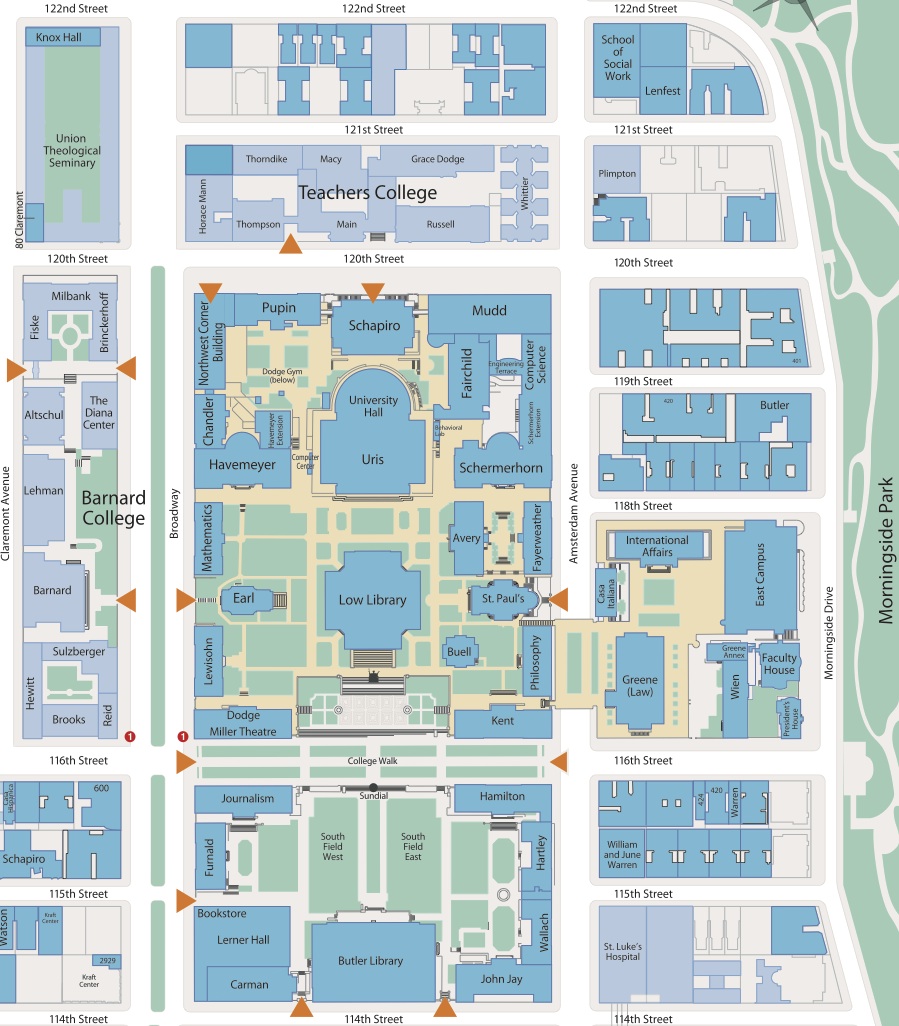 122nd Street
122nd Street
122nd Street
Knox Hall
School
of
Social
Work
Lenfest
121st Street
121st Street
Union
Theological
Seminary
80 Claremont
Thorndike
Macy
Grace Dodge
Teachers College
Horace Mann
Thompson
Main
Russell
Whittier
Plimpton
120th Street
120th Street
120th Street
Milbank
Fiske
Brinckerhoff
Northwest Corner
Building
Pupin
Schapiro
Mudd
Dodge Gym
(below)
Fairchild
Engineering
Terrace
Computer
Science
401
119th Street
Altschul
The
Diana
Center
Chandler
Havemeyer
Extension
University
Hall
Uris
Computer
Center
Behavioral
Lab
Schermerhorn
Extension
420
Butler
Claremont Avenue
Lehman
Barnard
College
Broadway
Havemeyer
Schermerhorn
Amsterdam Avenue
118th Street
Morningside Park
Mathematics
Avery
Fayerweather
International
Affairs
East Campus
Casa
Italiana
Barnard
Earl
Low Library
St. Paul's
Morningside Drive
Sulzberger
Hewitt
Brooks
Reid
Lewisohn
Buell
Philosophy
Greene
(Law)
Greene
Annex
Wien
Faculty
House
President's
House
1
1
Dodge
Miller Theatre
Kent
116th Street
College Walk
116th Street
Casa
Hispanica
600
Schapiro
Journalism
Sundial
Hamilton
424
420
Warren
Furnald
South
Field
West
South
Field
East
Hartley
William
and June
Warren
115th Street
115th Street
Watson
Kraft
Center
2929
Kraft
Center
Bookstore
Lerner Hall
Carman
Butler Library
Wallach
John Jay
St. Luke's
Hospital
114th Street
114th Street
114th Street